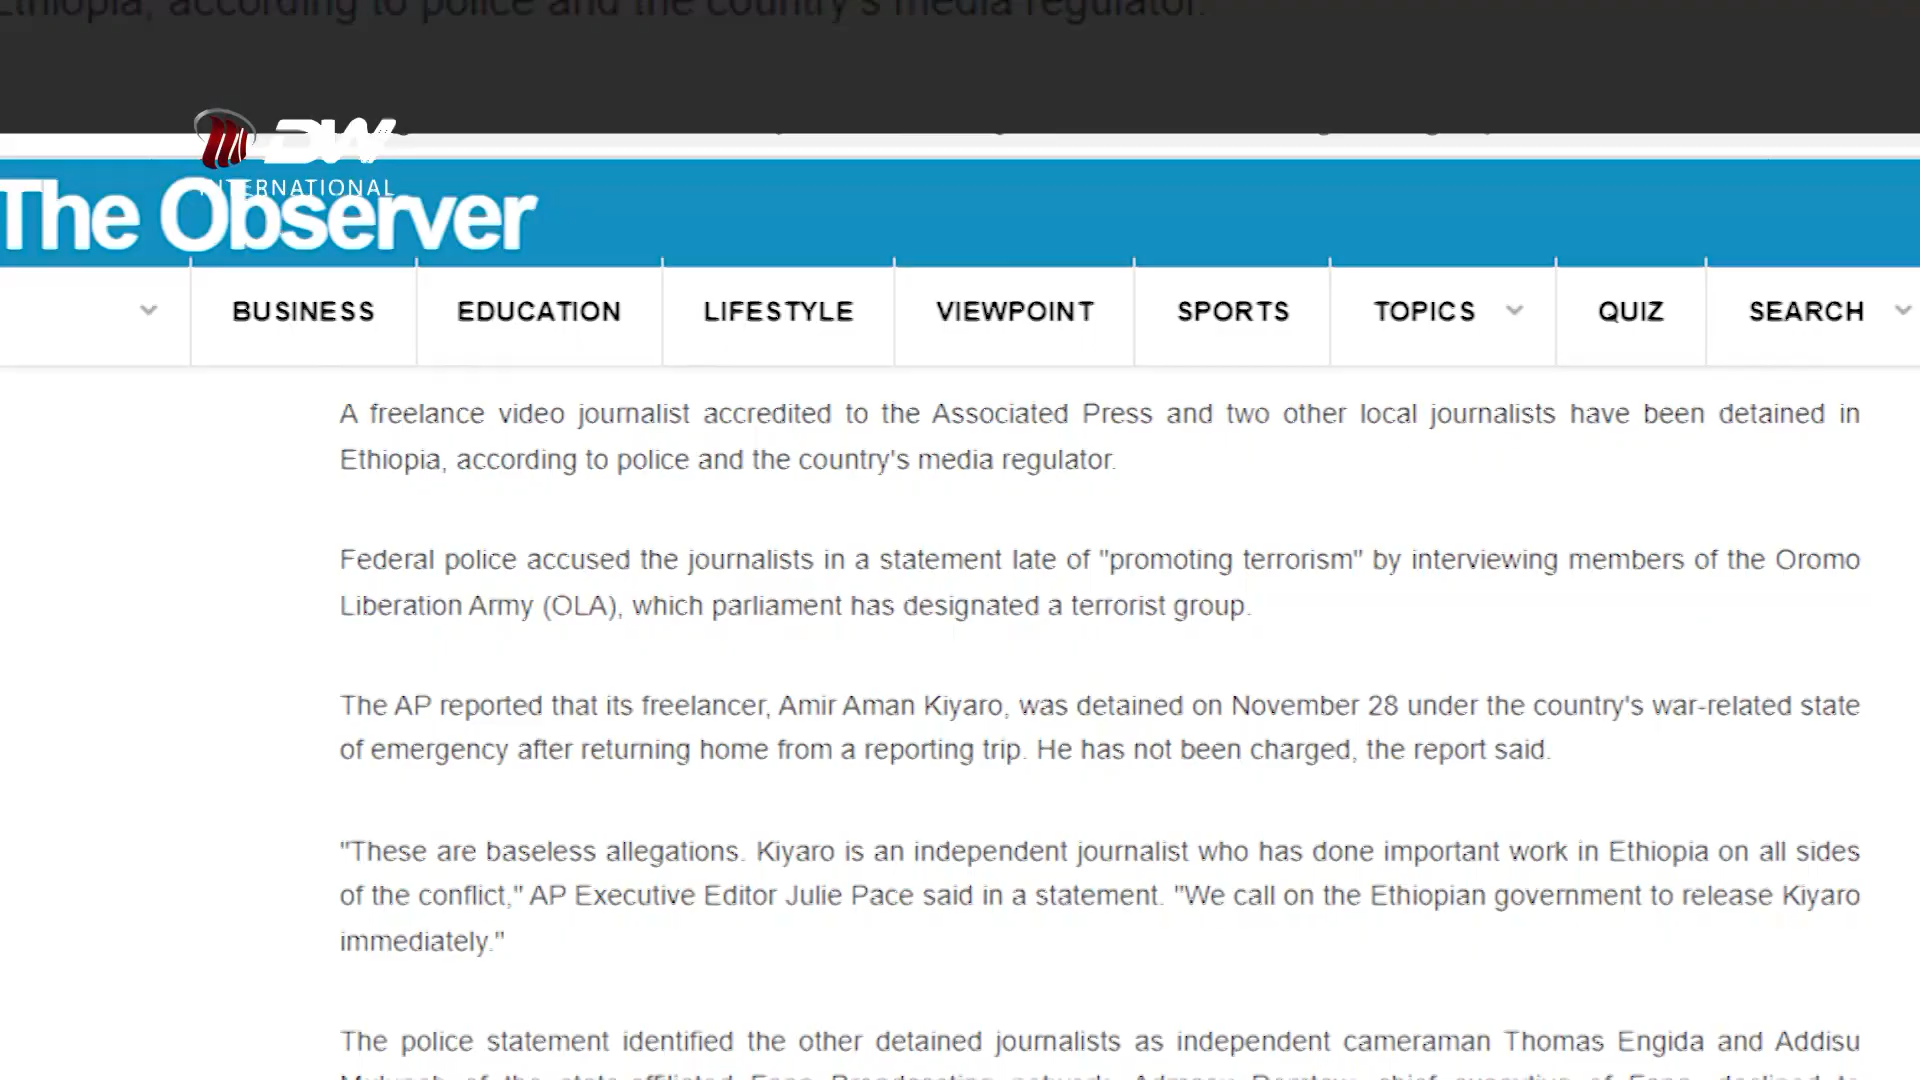 Ethiopia, according to police and the country's media regulator.
DW
INTERNATIONAL
The Observer
BUSINESS EDUCATION LIFESTYLE VIEWPOINT SPORTS TOPICS QUIZ SEARCH
A freelance video journalist accredited to the Associated Press and two other local journalists have been detained in
Ethiopia, according to police and the country's media regulator.
Federal police accused the journalists in a statement late of "promoting terrorism" by interviewing members of the Oromo
Liberation Army (OLA), which parliament has designated a terrorist group.
The AP reported that its freelancer, Amir Aman Kiyaro, was detained on November 28 under the country's war-related state
of emergency after returning home from a reporting trip. He has not been charged, the report said.
"These are baseless allegations. Kiyaro is an independent journalist who has done important work in Ethiopia on all sides
of the conflict," AP Executive Editor Julie Pace said in a statement. "We call on the Ethiopian government to release Kiyaro
immediately."
The police statement identified the other detained journalists as independent cameraman Thomas Engida and Addisu